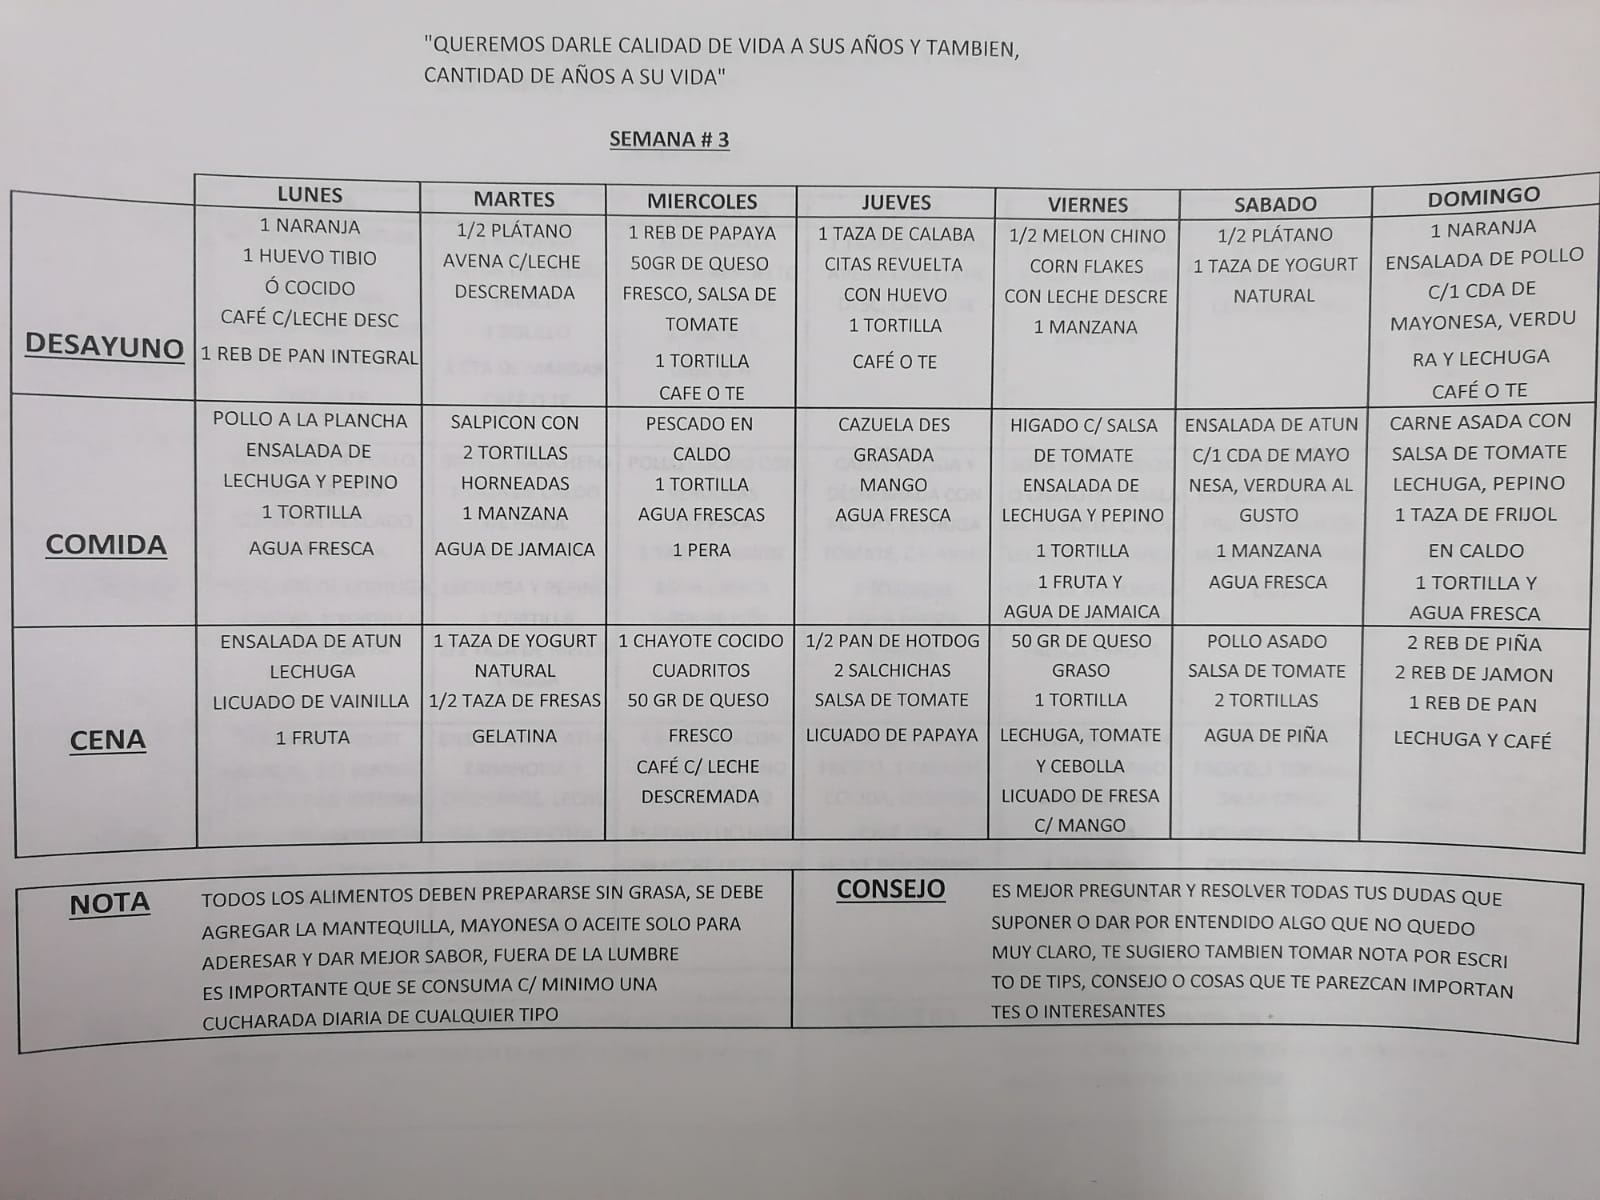 "QUEREMOS DARLE CALIDAD DE VIDA A SUS AÑOS Y TAMBIEN,
CANTIDAD DE AÑOS A SU VIDA"
SEMANA # 3
LUNES
MARTES
MIERCOLES
JUEVES
VIERNES
SABADO
DOMINGO
DESAYUNO
1 NARANJA
1 HUEVO TIBIO
Ó COCIDO
CAFÉ C/LECHE DESC
1 REB DE PAN INTEGRAL
1/2 PLÁTANO
AVENA C/LECHE
DESCREMADA
1 REB DE PAPAYA
50GR DE QUESO
FRESCO, SALSA DE
TOMATE
1 TORTILLA
CAFE O TE
1 TAZA DE CALABA
CITAS REVUELTA
CON HUEVO
1 TORTILLA
CAFÉ O TE
1/2 MELON CHINO
CORN FLAKES
CON LECHE DESCRE
1 MANZANA
1/2 PLÁTANO
1 TAZA DE YOGURT
NATURAL
1 NARANJA
ENSALADA DE POLLO
C/1 CDA DE
MAYONESA, VERDU
RA Y LECHUGA
CAFÉ O TE
COMIDA
POLLO A LA PLANCHA
ENSALADA DE
LECHUGA Y PEPINO
1 TORTILLA
AGUA FRESCA
SALPICON CON
2 TORTILLAS
HORNEADAS
1 MANZANA
AGUA DE JAMAICA
PESCADO EN
CALDO
1 TORTILLA
AGUA FRESCAS
1 PERA
CAZUELA DES
GRASADA
MANGO
AGUA FRESCA
HIGADO C/ SALSA
DE TOMATE
ENSALADA DE
LECHUGA Y PEPINO
1 TORTILLA
1 FRUTA Y
AGUA DE JAMAICA
ENSALADA DE ATUN
C/1 CDA DE MAYO
NESA, VERDURA AL
GUSTO
1 MANZANA
AGUA FRESCA
CARNE ASADA CON
SALSA DE TOMATE
LECHUGA, PEPINO
1 TAZA DE FRIJOL
EN CALDO
1 TORTILLA Y
AGUA FRESCA
CENA
ENSALADA DE ATUN
LECHUGA
LICUADO DE VAINILLA
1 FRUTA
1 TAZA DE YOGURT
NATURAL
1/2 TAZA DE FRESAS
GELATINA
1 CHAYOTE COCIDO
CUADRITOS
50 GR DE QUESO
FRESCO
CAFÉ C/ LECHE
DESCREMADA
1/2 PAN DE HOTDOG
2 SALCHICHAS
SALSA DE TOMATE
LICUADO DE PAPAYA
50 GR DE QUESO
GRASO
1 TORTILLA
LECHUGA, TOMATE
Y CEBOLLA
LICUADO DE FRESA
C/ MANGO
POLLO ASADO
SALSA DE TOMATE
2 TORTILLAS
AGUA DE PIÑA
2 REB DE PIÑA
2 REB DE JAMON
1 REB DE PAN
LECHUGA Y CAFÉ
NOTA
TODOS LOS ALIMENTOS DEBEN PREPARARSE SIN GRASA, SE DEBE
AGREGAR LA MANTEQUILLA, MAYONESA O ACEITE SOLO PARA
ADERESAR Y DAR MEJOR SABOR, FUERA DE LA LUMBRE
ES IMPORTANTE QUE SE CONSUMA C/ MINIMO UNA
CUCHARADA DIARIA DE CUALQUIER TIPO
CONSEJO
ES MEJOR PREGUNTAR Y RESOLVER TODAS TUS DUDAS QUE
SUPONER O DAR POR ENTENDIDO ALGO QUE NO QUEDO
MUY CLARO, TE SUGIERO TAMBIEN TOMAR NOTA POR ESCRI
TO DE TIPS, CONSEJO O COSAS QUE TE PAREZCAN IMPORTAN
TES O INTERESANTES